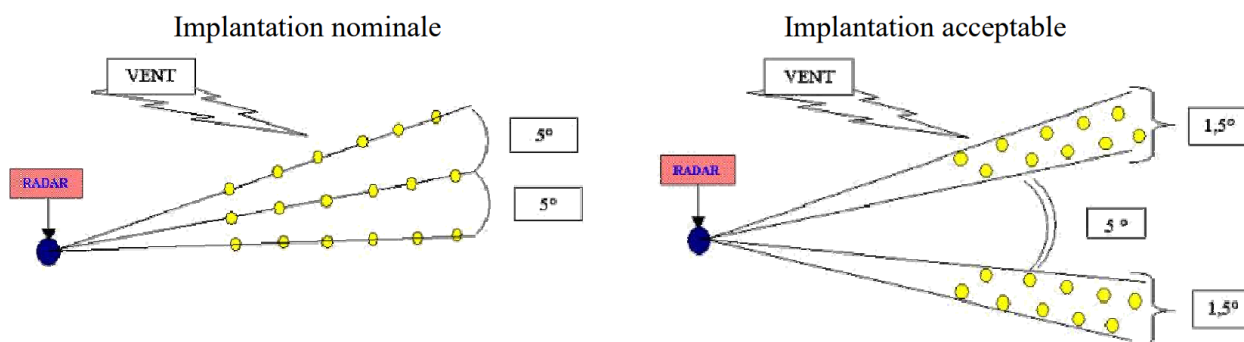 Implantation nominale
VENT
5°
RADAR
5°
Implantation acceptable
VENT
1,5°
RADAR
5°
1,5°